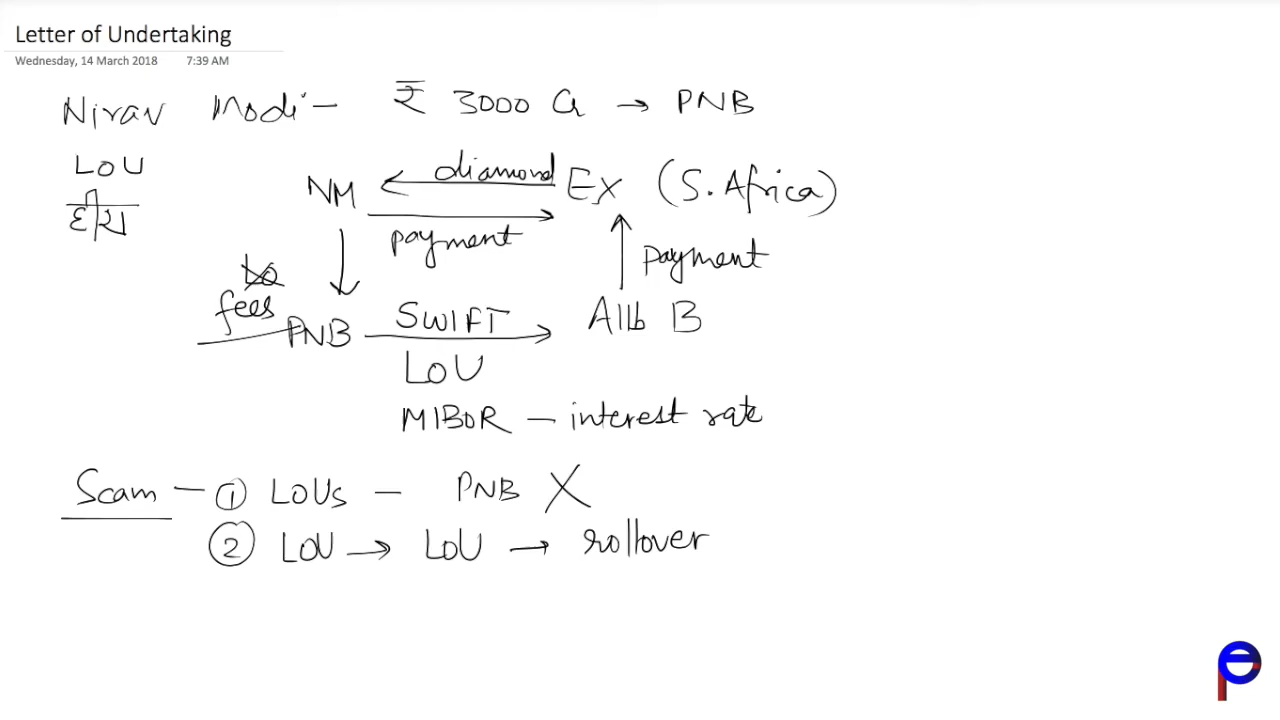 Letter of Undertaking
Wednesday, 14 March 2018 7:39 AM
Nirav Modi - ₹ 3000 Cr → PNB
LOU
हीरा
NM ← diamond Ex (S. Africa)
payment →
payment
fees
PNB SWIFT → Allb B
LOU
MIBOR - interest rate
Scam - ① LOUs - PNB X
② LOU → LOU → rollover